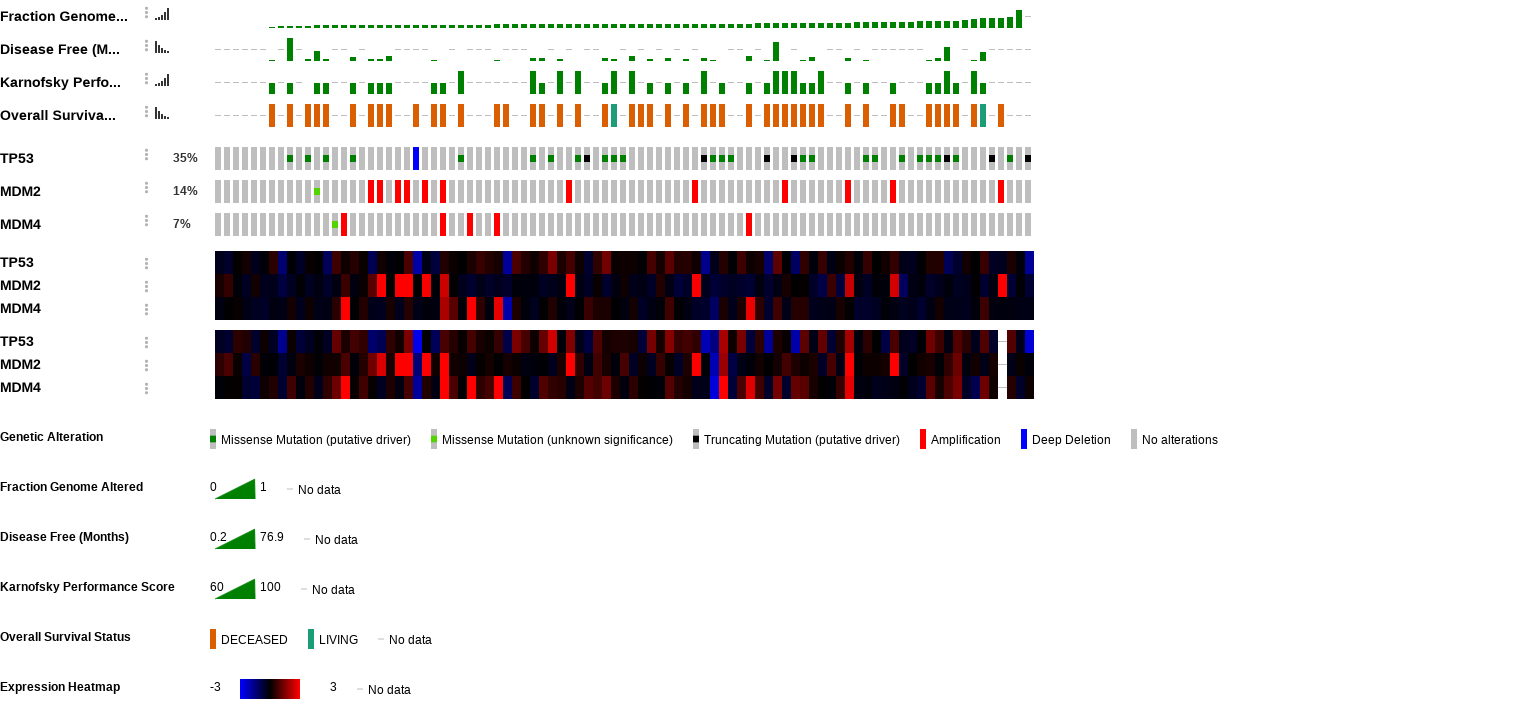 Fraction Genome...
Disease Free (M...
Karnofsky Perfo...
Overall Surviva...
TP53 35%
MDM2 14%
MDM4 7%
TP53
MDM2
MDM4
TP53
MDM2
MDM4
Genetic Alteration Missense Mutation (putative driver) Missense Mutation (unknown significance) Truncating Mutation (putative driver) Amplification Deep Deletion No alterations
Fraction Genome Altered 0 1 No data
Disease Free (Months) 0.2 76.9 No data
Karnofsky Performance Score 60 100 No data
Overall Survival Status DECEASED LIVING No data
Expression Heatmap -3 3 No data